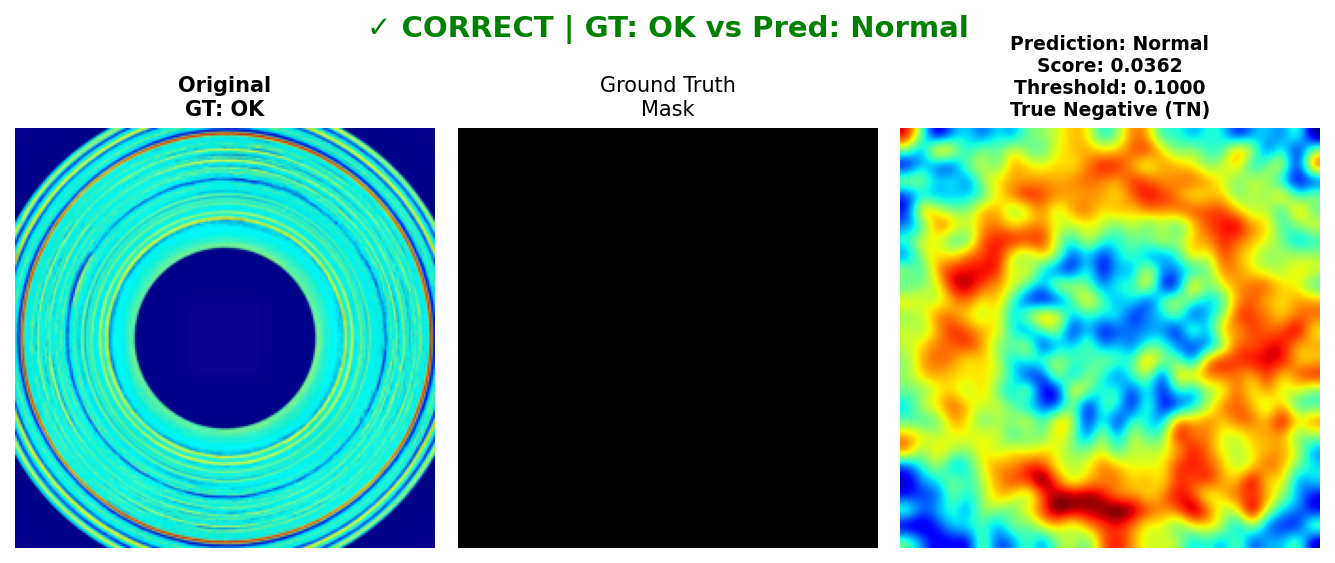 ✓ CORRECT | GT: OK vs Pred: Normal
Original
GT: OK
Ground Truth
Mask
Prediction: Normal
Score: 0.0362
Threshold: 0.1000
True Negative (TN)